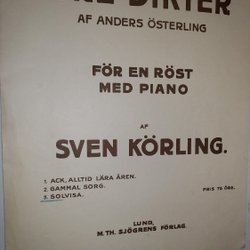 DIKTER
AF ANDERS ÖSTERLING
FÖR EN RÖST
MED PIANO
AF
SVEN KÖRLING.
1. ACK, ALLTID LÄRA ÅREN.
2. GAMMAL SORG.
3. SOLVISA.
PRIS 75 ÖRE.
LUND,
M. TH. SJÖGRENS FÖRLAG.